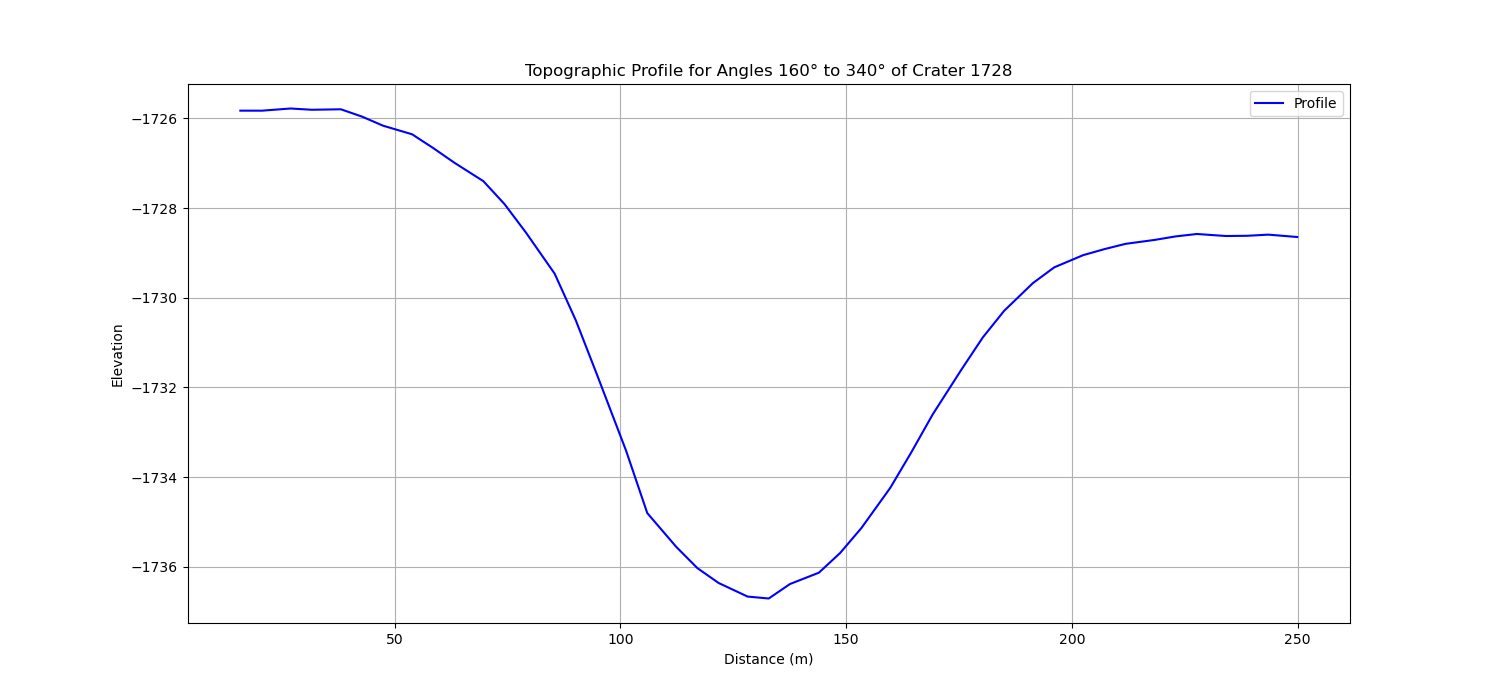 Topographic Profile for Angles 160° to 340° of Crater 1728
Profile
−1726
−1728
−1730
−1732
−1734
−1736
Elevation
50
100
150
200
250
Distance (m)